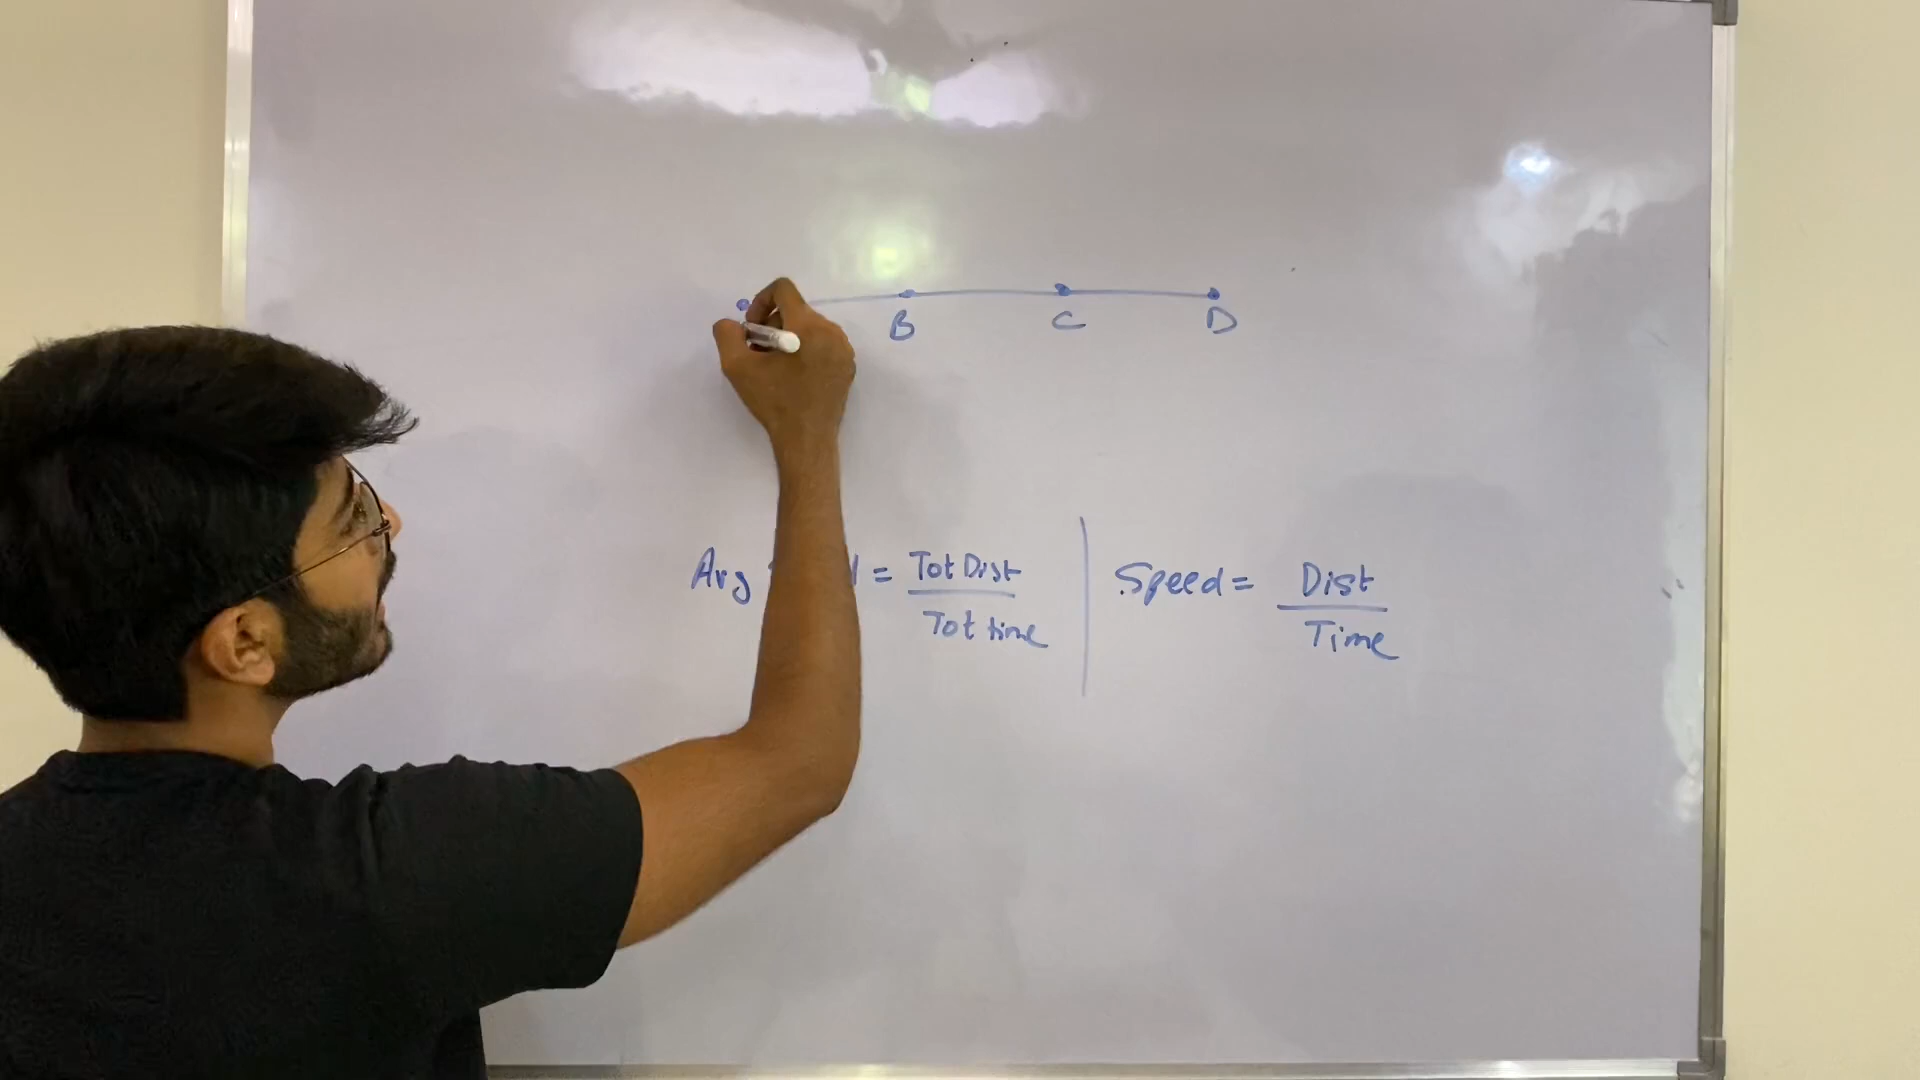 B C D
Avg = Tot Dist
Tot time
Speed = Dist
Time